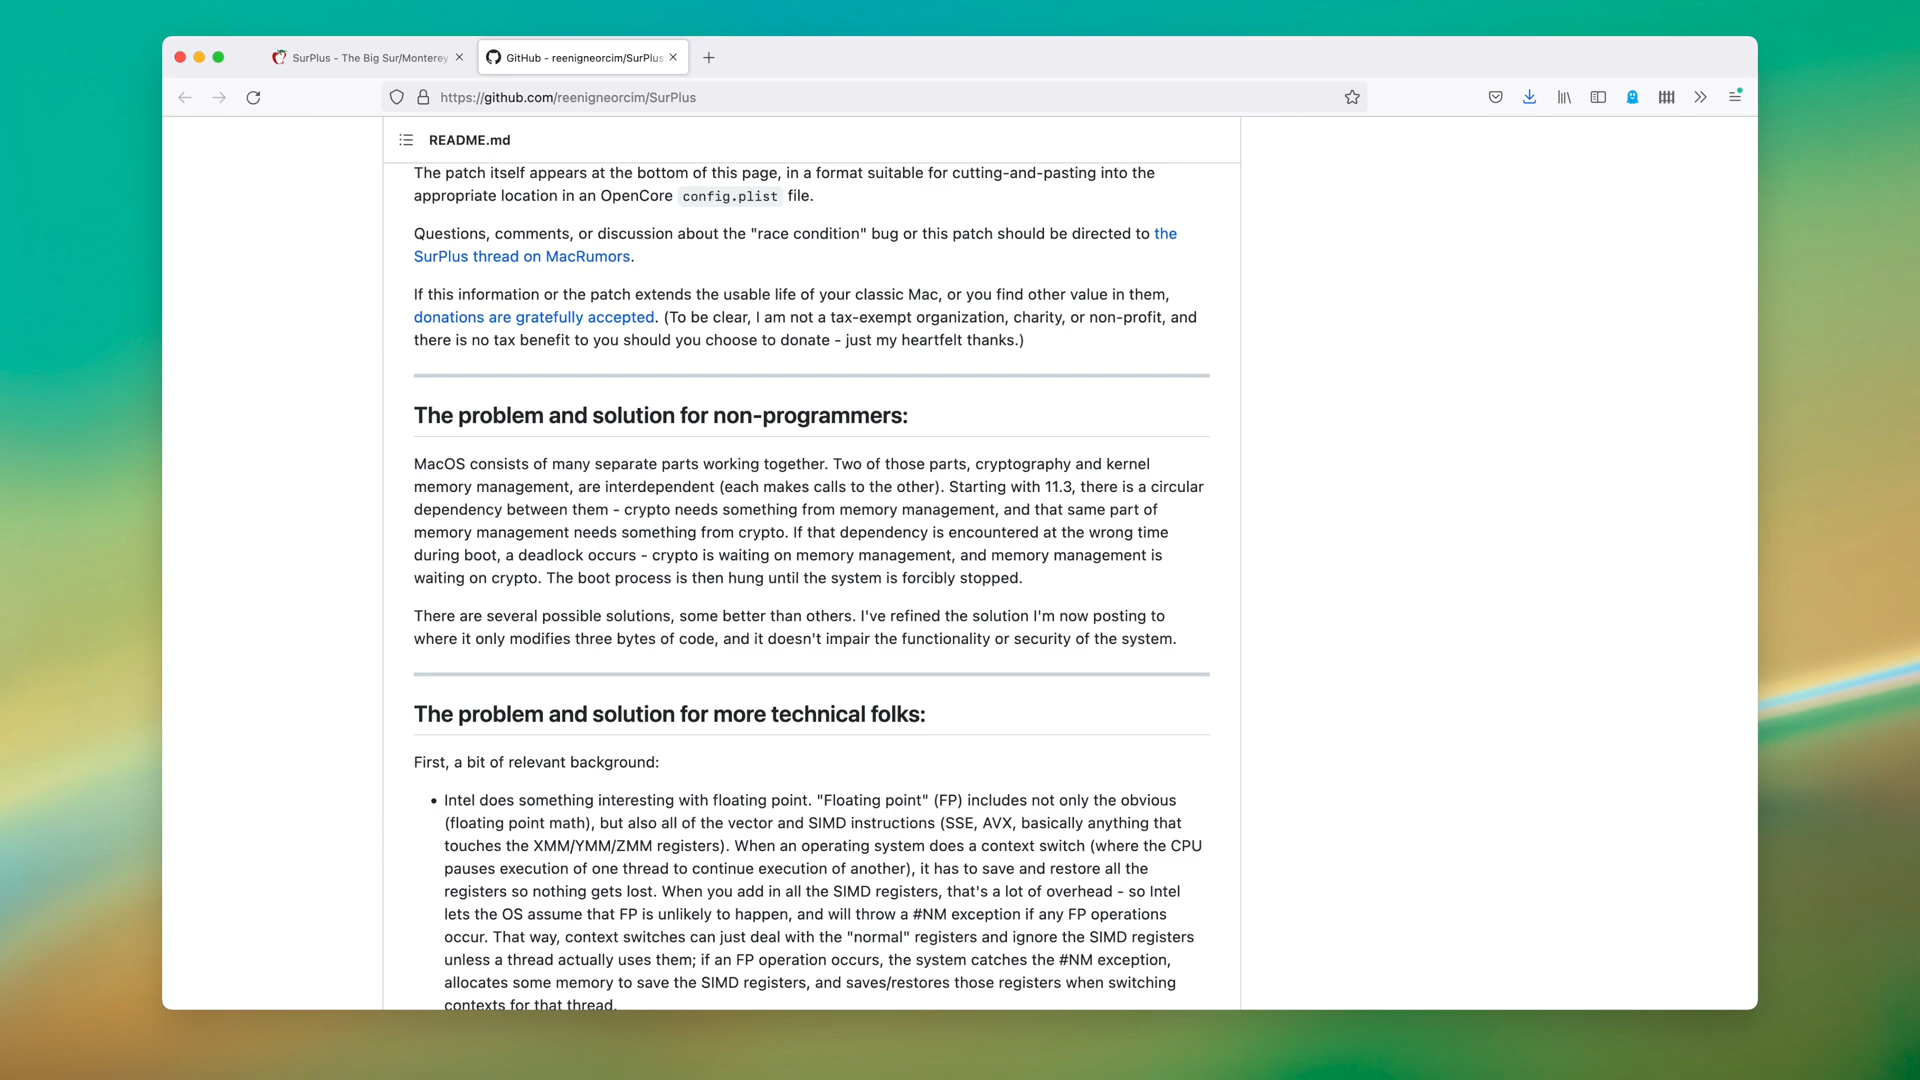 SurPlus - The Big Sur/Monterey
GitHub - reenigneorcim/SurPlus:
https://github.com/reenigneorcim/SurPlus
README.md
The patch itself appears at the bottom of this page, in a format suitable for cutting-and-pasting into the
appropriate location in an OpenCore config.plist file.
Questions, comments, or discussion about the "race condition" bug or this patch should be directed to the
SurPlus thread on MacRumors.
If this information or the patch extends the usable life of your classic Mac, or you find other value in them,
donations are gratefully accepted. (To be clear, I am not a tax-exempt organization, charity, or non-profit, and
there is no tax benefit to you should you choose to donate - just my heartfelt thanks.)
The problem and solution for non-programmers:
MacOS consists of many separate parts working together. Two of those parts, cryptography and kernel
memory management, are interdependent (each makes calls to the other). Starting with 11.3, there is a circular
dependency between them - crypto needs something from memory management, and that same part of
memory management needs something from crypto. If that dependency is encountered at the wrong time
during boot, a deadlock occurs - crypto is waiting on memory management, and memory management is
waiting on crypto. The boot process is then hung until the system is forcibly stopped.
There are several possible solutions, some better than others. I've refined the solution I'm now posting to
where it only modifies three bytes of code, and it doesn't impair the functionality or security of the system.
The problem and solution for more technical folks:
First, a bit of relevant background:
• Intel does something interesting with floating point. "Floating point" (FP) includes not only the obvious
(floating point math), but also all of the vector and SIMD instructions (SSE, AVX, basically anything that
touches the XMM/YMM/ZMM registers). When an operating system does a context switch (where the CPU
pauses execution of one thread to continue execution of another), it has to save and restore all the
registers so nothing gets lost. When you add in all the SIMD registers, that's a lot of overhead - so Intel
lets the OS assume that FP is unlikely to happen, and will throw a #NM exception if any FP operations
occur. That way, context switches can just deal with the "normal" registers and ignore the SIMD registers
unless a thread actually uses them; if an FP operation occurs, the system catches the #NM exception,
allocates some memory to save the SIMD registers, and saves/restores those registers when switching
contexts for that thread.